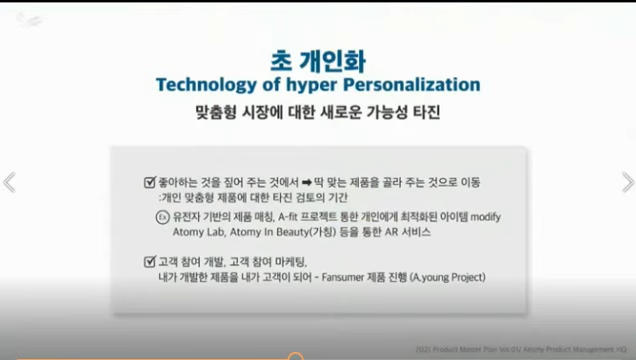 초 개인화
Technology of hyper Personalization
맞춤형 시장에 대한 새로운 가능성 타진
좋아하는 것을 짚어 주는 것에서 ➡ 딱 맞는 제품을 골라 주는 것으로 이동
:개인 맞춤형 제품에 대한 타진 검토의 기간
Ex 유전자 기반의 제품 매칭, A-fit 프로젝트 통한 개인에게 최적화된 아이템 modify
Atomy Lab, Atomy In Beauty(가칭) 등을 통한 AR 서비스
고객 참여 개발, 고객 참여 마케팅,
내가 개발한 제품을 내가 고객이 되어 – Fansumer 제품 진행 (A.young Project)
2021 Product Master Plan Vol.01/ Atomy Product Management HQ